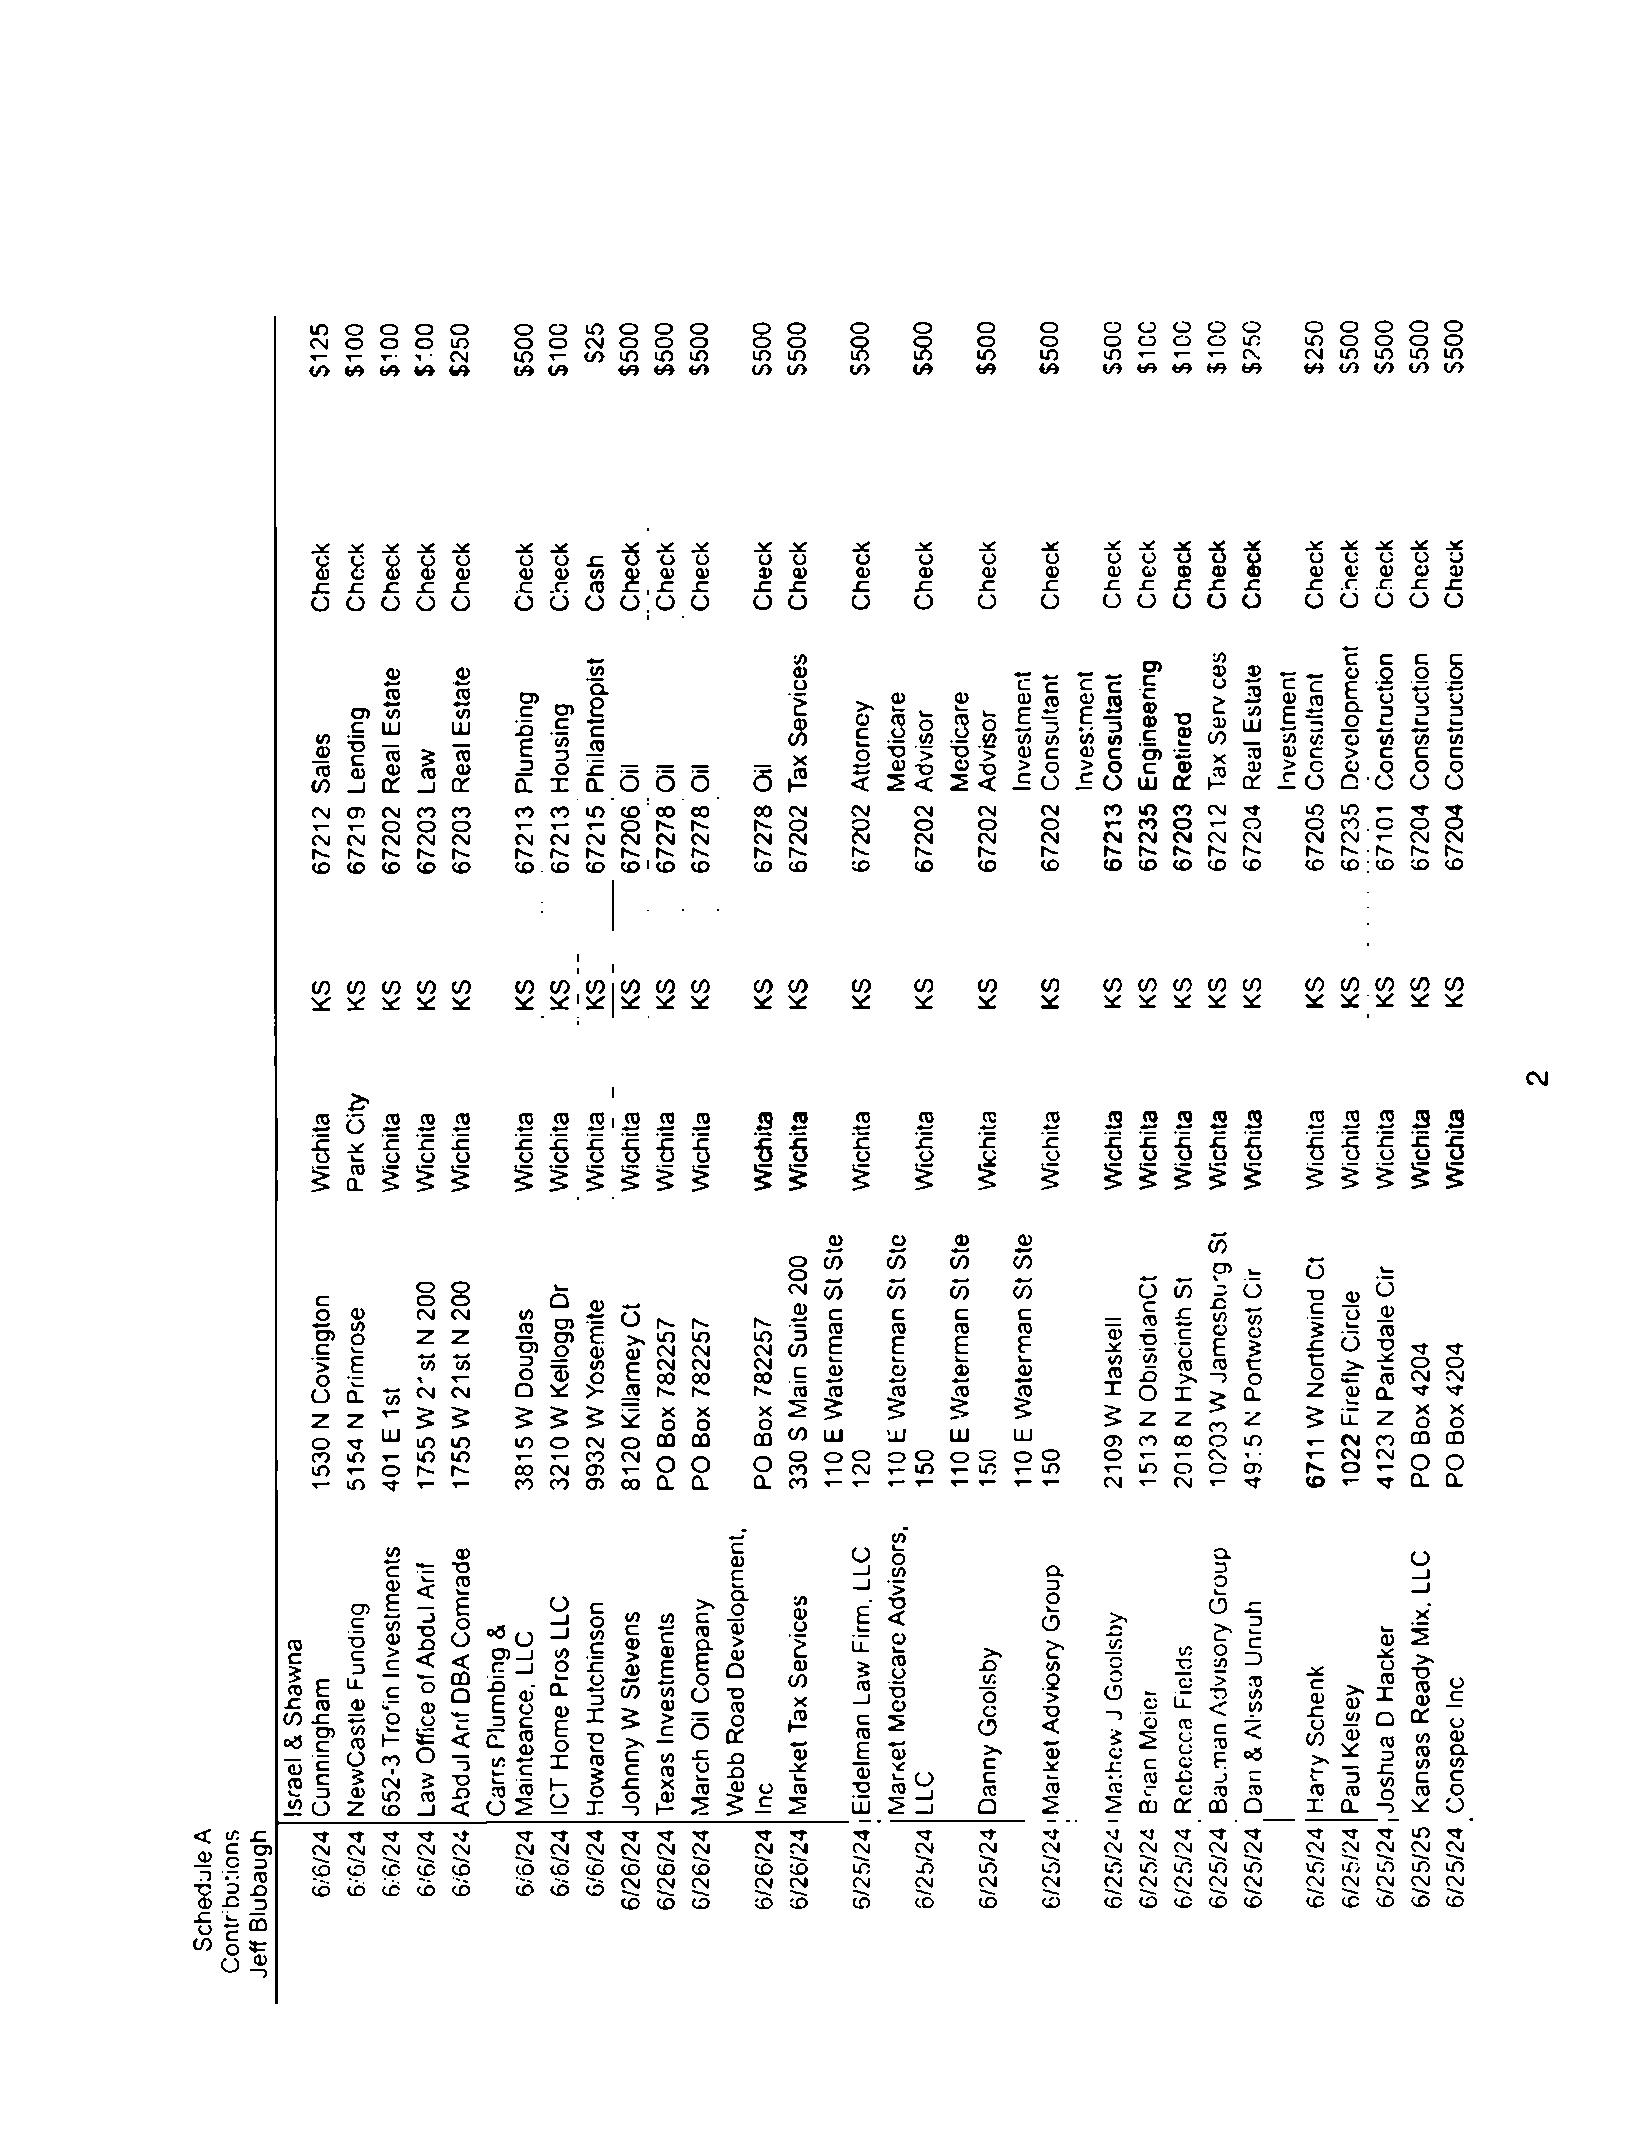 Schedule A
Contributions
Jeff Blubaugh
Israel & Shawna
6/6/24 Cunningham 1530 N Covington Wichita KS 67212 Sales Check $125
6/6/24 NewCastle Funding 5154 N Primrose Park City KS 67219 Lending Check $100
6/6/24 652-3 Trofin Investments 401 E 1st Wichita KS 67202 Real Estate Check $100
6/6/24 Law Office of Abdul Arif 1755 W 21st N 200 Wichita KS 67203 Law Check $100
6/6/24 Abdul Arif DBA Comrade 1755 W 21st N 200 Wichita KS 67203 Real Estate Check $250
Carrs Plumbing &
6/6/24 Mainteance, LLC 3815 W Douglas Wichita KS 67213 Plumbing Check $500
6/6/24 ICT Home Pros LLC 3210 W Kellogg Dr Wichita KS 67213 Housing Check $100
6/6/24 Howard Hutchinson 9932 W Yosemite Wichita KS 67215 Philantropist Cash $25
6/26/24 Johnny W Stevens 8120 Killarney Ct Wichita KS 67206 Oil Check $500
6/26/24 Texas Investments PO Box 782257 Wichita KS 67278 Oil Check $500
6/26/24 March Oil Company PO Box 782257 Wichita KS 67278 Oil Check $500
Webb Road Development,
6/26/24 Inc PO Box 782257 Wichita KS 67278 Oil Check $500
6/26/24 Market Tax Services 330 S Main Suite 200 Wichita KS 67202 Tax Services Check $500
110 E Waterman St Ste
6/25/24 Eidelman Law Firm, LLC 120 Wichita KS 67202 Attorney Check $500
Market Medicare Advisors, 110 E Waterman St Ste Medicare
6/25/24 LLC 150 Wichita KS 67202 Advisor Check $500
110 E Waterman St Ste Medicare
6/25/24 Danny Goolsby 150 Wichita KS 67202 Advisor Check $500
110 E Waterman St Ste Investment
6/25/24 Market Adviosry Group 150 Wichita KS 67202 Consultant Check $500
Investment
6/25/24 Mathew J Goolsby 2109 W Haskell Wichita KS 67213 Consultant Check $500
6/25/24 Brian Meier 1513 N ObisidianCt Wichita KS 67235 Engineering Check $100
6/25/24 Rebecca Fields 2018 N Hyacinth St Wichita KS 67203 Retired Check $100
6/25/24 Bauman Advisory Group 10203 W Jamesburg St Wichita KS 67212 Tax Services Check $100
6/25/24 Dan & Alissa Unruh 4915 N Portwest Cir Wichita KS 67204 Real Estate Check $250
Investment
6/25/24 Harry Schenk 6711 W Northwind Ct Wichita KS 67205 Consultant Check $250
6/25/24 Paul Kelsey 1022 Firefly Circle Wichita KS 67235 Development Check $500
6/25/24 Joshua D Hacker 4123 N Parkdale Cir Wichita KS 67101 Construction Check $500
6/25/25 Kansas Ready Mix, LLC PO Box 4204 Wichita KS 67204 Construction Check $500
6/25/24 Conspec Inc PO Box 4204 Wichita KS 67204 Construction Check $500
2